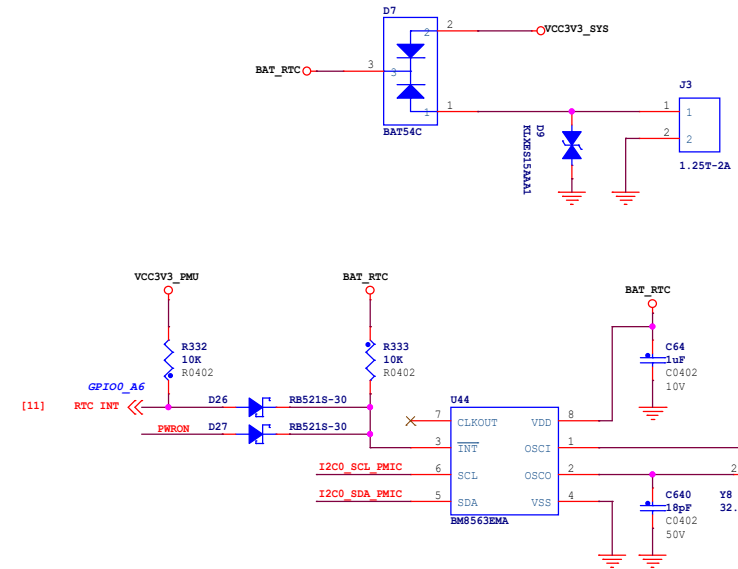 D7
2
2
VCC3V3_SYS
BAT_RTC
3
3
1
1
BAT54C
D9
KLXES15AAA1
J3
1
1
2
2
1.25T-2A
VCC3V3_PMU
BAT_RTC
BAT_RTC
R332
10K
R0402
R333
10K
R0402
C64
1uF
C0402
10V
GPIO0_A6
[11]
RTC INT
D26
RB521S-30
PWRON
D27
RB521S-30
U44
7
CLKOUT
VDD
8
3
INT
OSCI
1
I2C0_SCL_PMIC
6
SCL
OSCO
2
2
I2C0_SDA_PMIC
5
SDA
VSS
4
BM8563EMA
C640
18pF
C0402
50V
Y8
32.